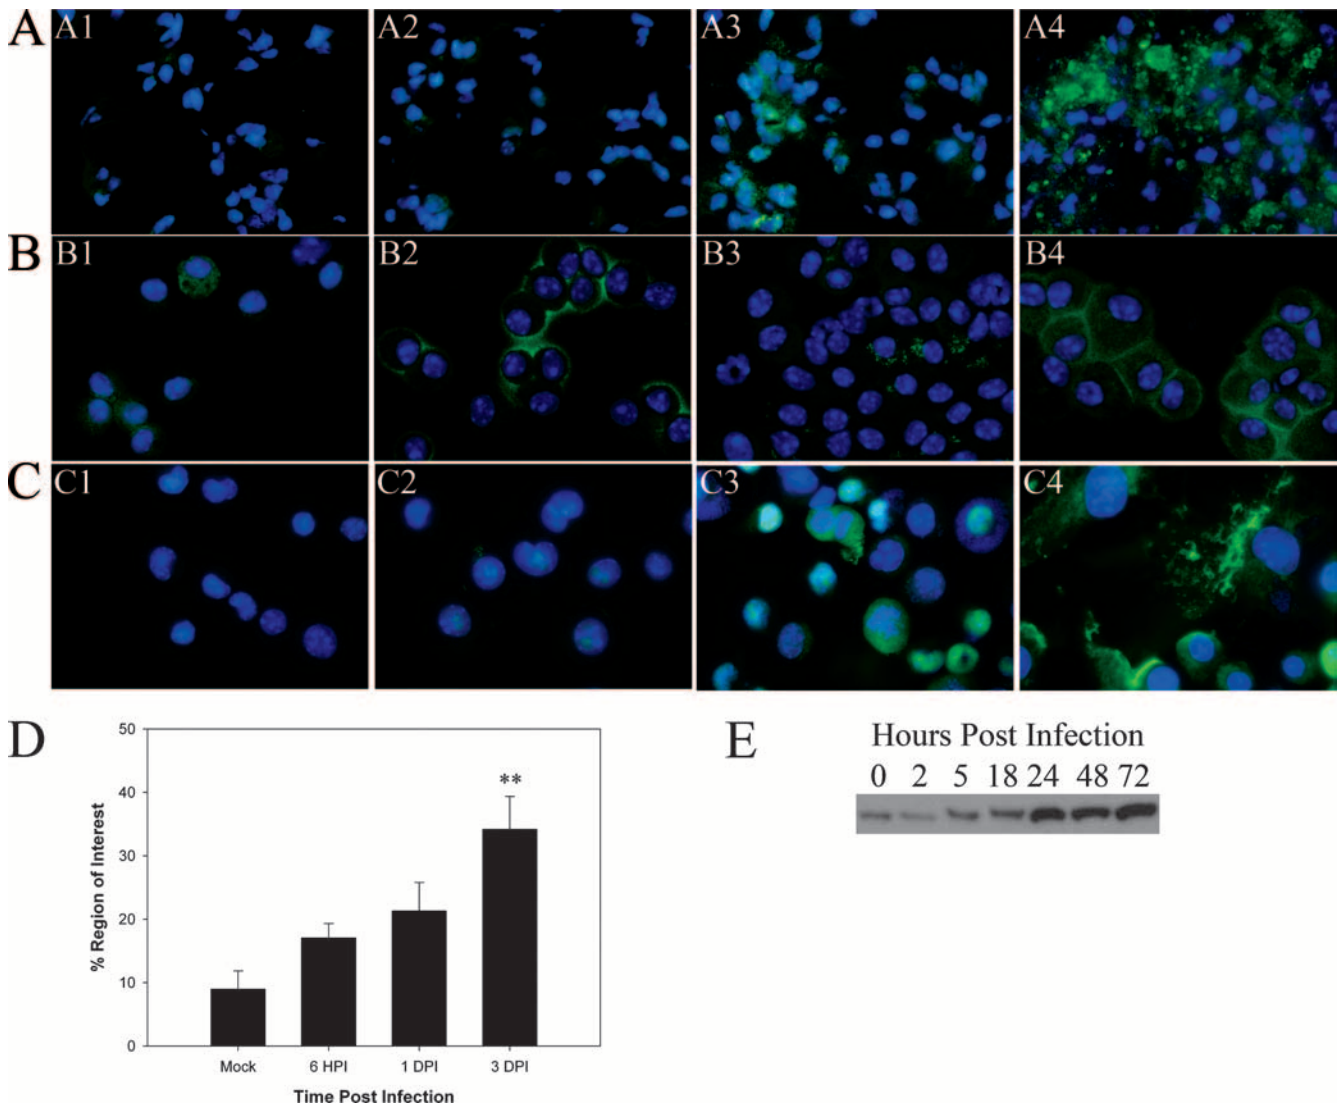 A
A1
A2
A3
A4
B
B1
B2
B3
B4
C
C1
C2
C3
C4
D
50
40
30
20
10
0
% Region of Interest
**
Mock
6 HPI
1 DPI
3 DPI
Time Post Infection
E
Hours Post Infection
0 2 5 18 24 48 72